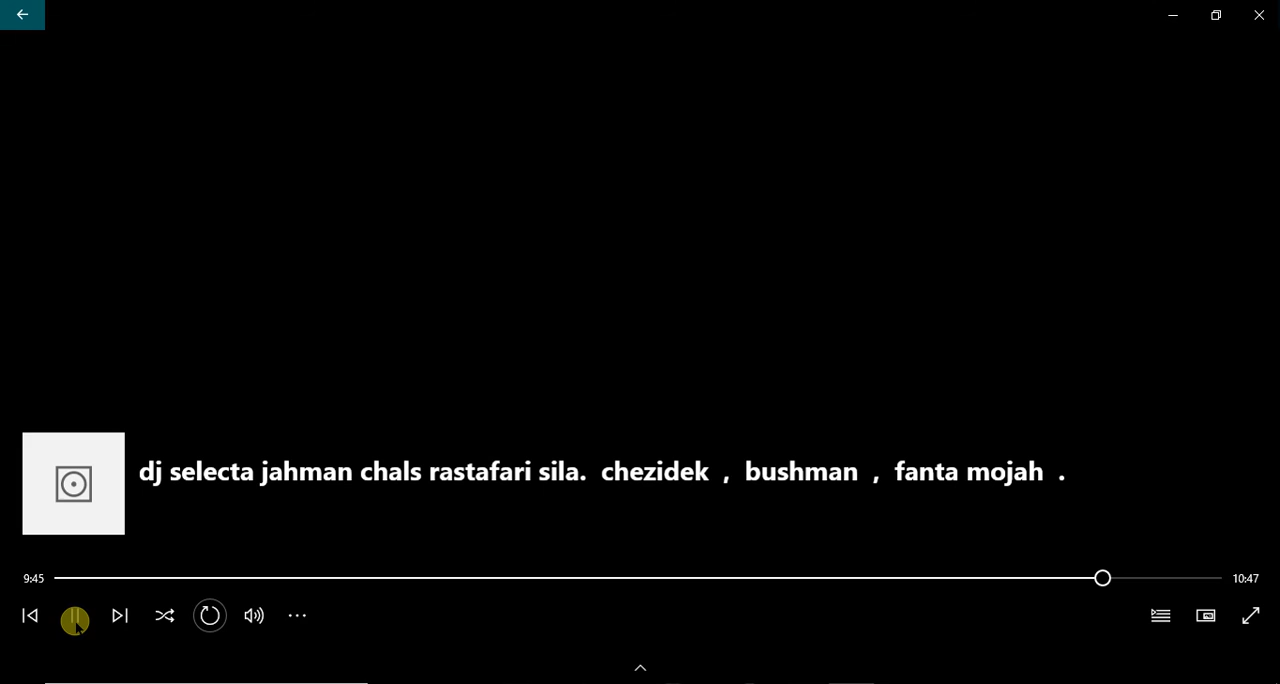 dj selecta jahman chals rastafari sila. chezidek , bushman , fanta mojah .
9:45
10:47